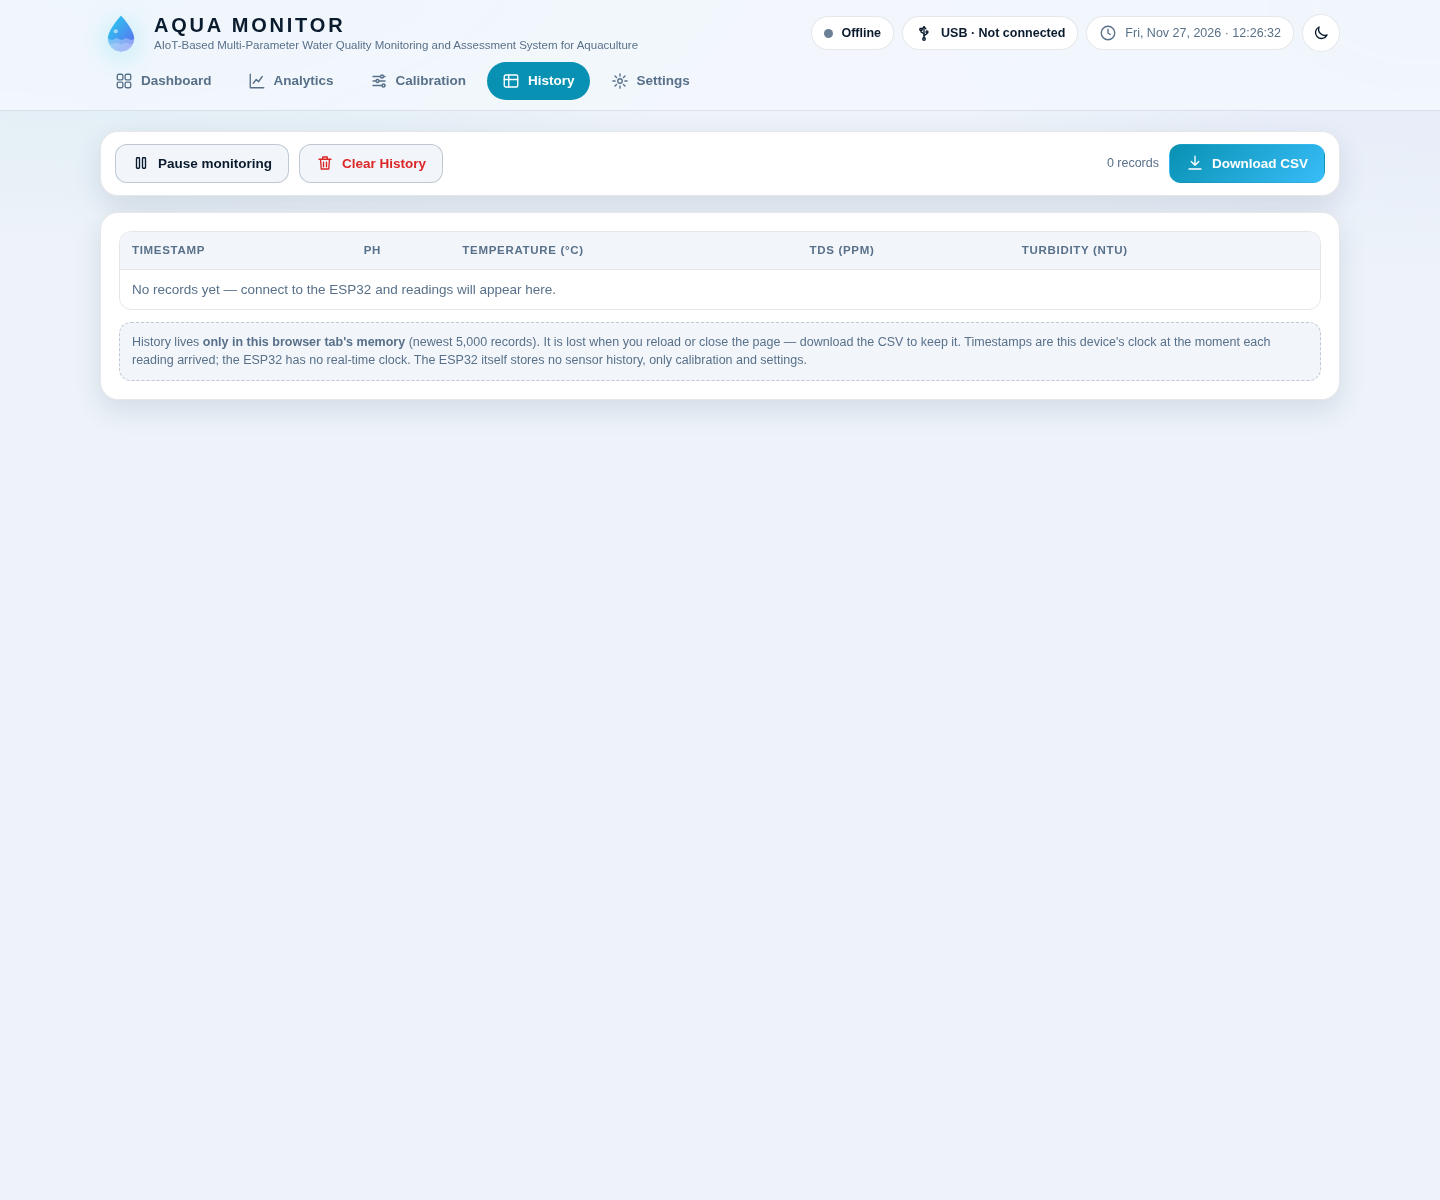 AQUA MONITOR
AIoT-Based Multi-Parameter Water Quality Monitoring and Assessment System for Aquaculture
Offline
USB · Not connected
Fri, Nov 27, 2026 · 12:26:32
Dashboard
Analytics
Calibration
History
Settings
Pause monitoring
Clear History
0 records
Download CSV
TIMESTAMP PH TEMPERATURE (°C) TDS (PPM) TURBIDITY (NTU)
No records yet — connect to the ESP32 and readings will appear here.
History lives only in this browser tab's memory (newest 5,000 records). It is lost when you reload or close the page — download the CSV to keep it. Timestamps are this device's clock at the moment each
reading arrived; the ESP32 has no real-time clock. The ESP32 itself stores no sensor history, only calibration and settings.